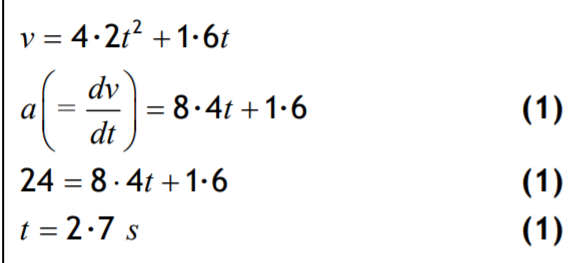 v = 4·2t² + 1·6t
a(= dv/dt) = 8·4t + 1·6 (1)
24 = 8·4t + 1·6 (1)
t = 2·7 s (1)